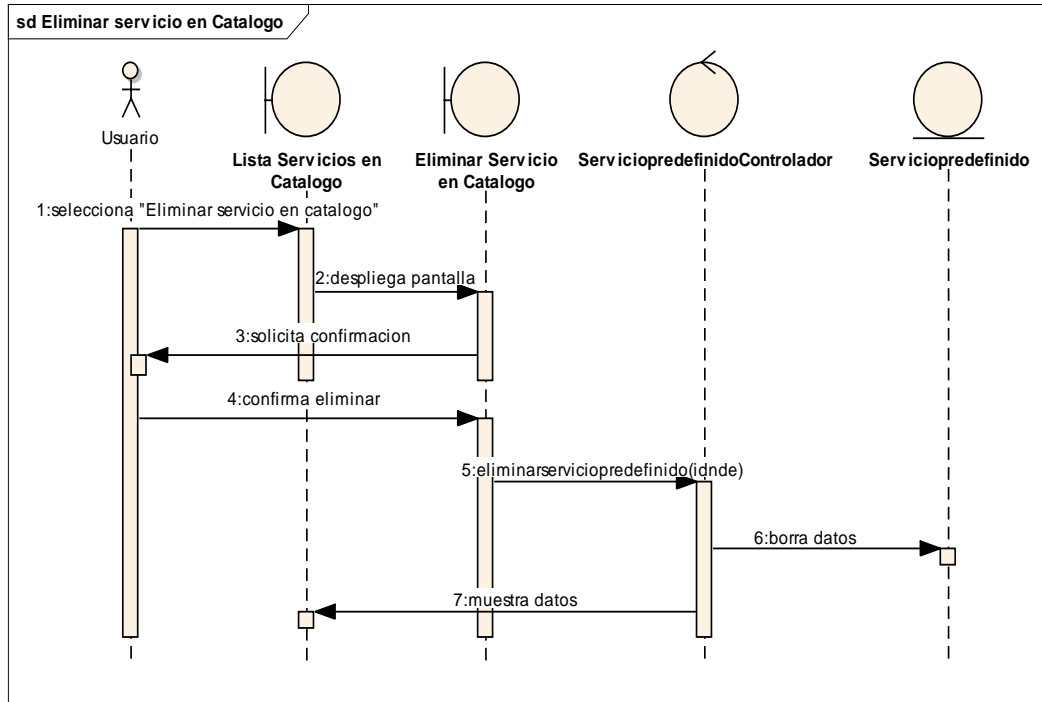 sd Eliminar servicio en Catalogo
Usuario
Lista Servicios en
Catalogo
Eliminar Servicio
en Catalogo
ServiciopredefinidoControlador
Serviciopredefinido
1:selecciona "Eliminar servicio en catalogo"
2:despliega pantalla
3:solicita confirmacion
4:confirma eliminar
5:eliminarserviciopredefinido(idnde)
6:borra datos
7:muestra datos